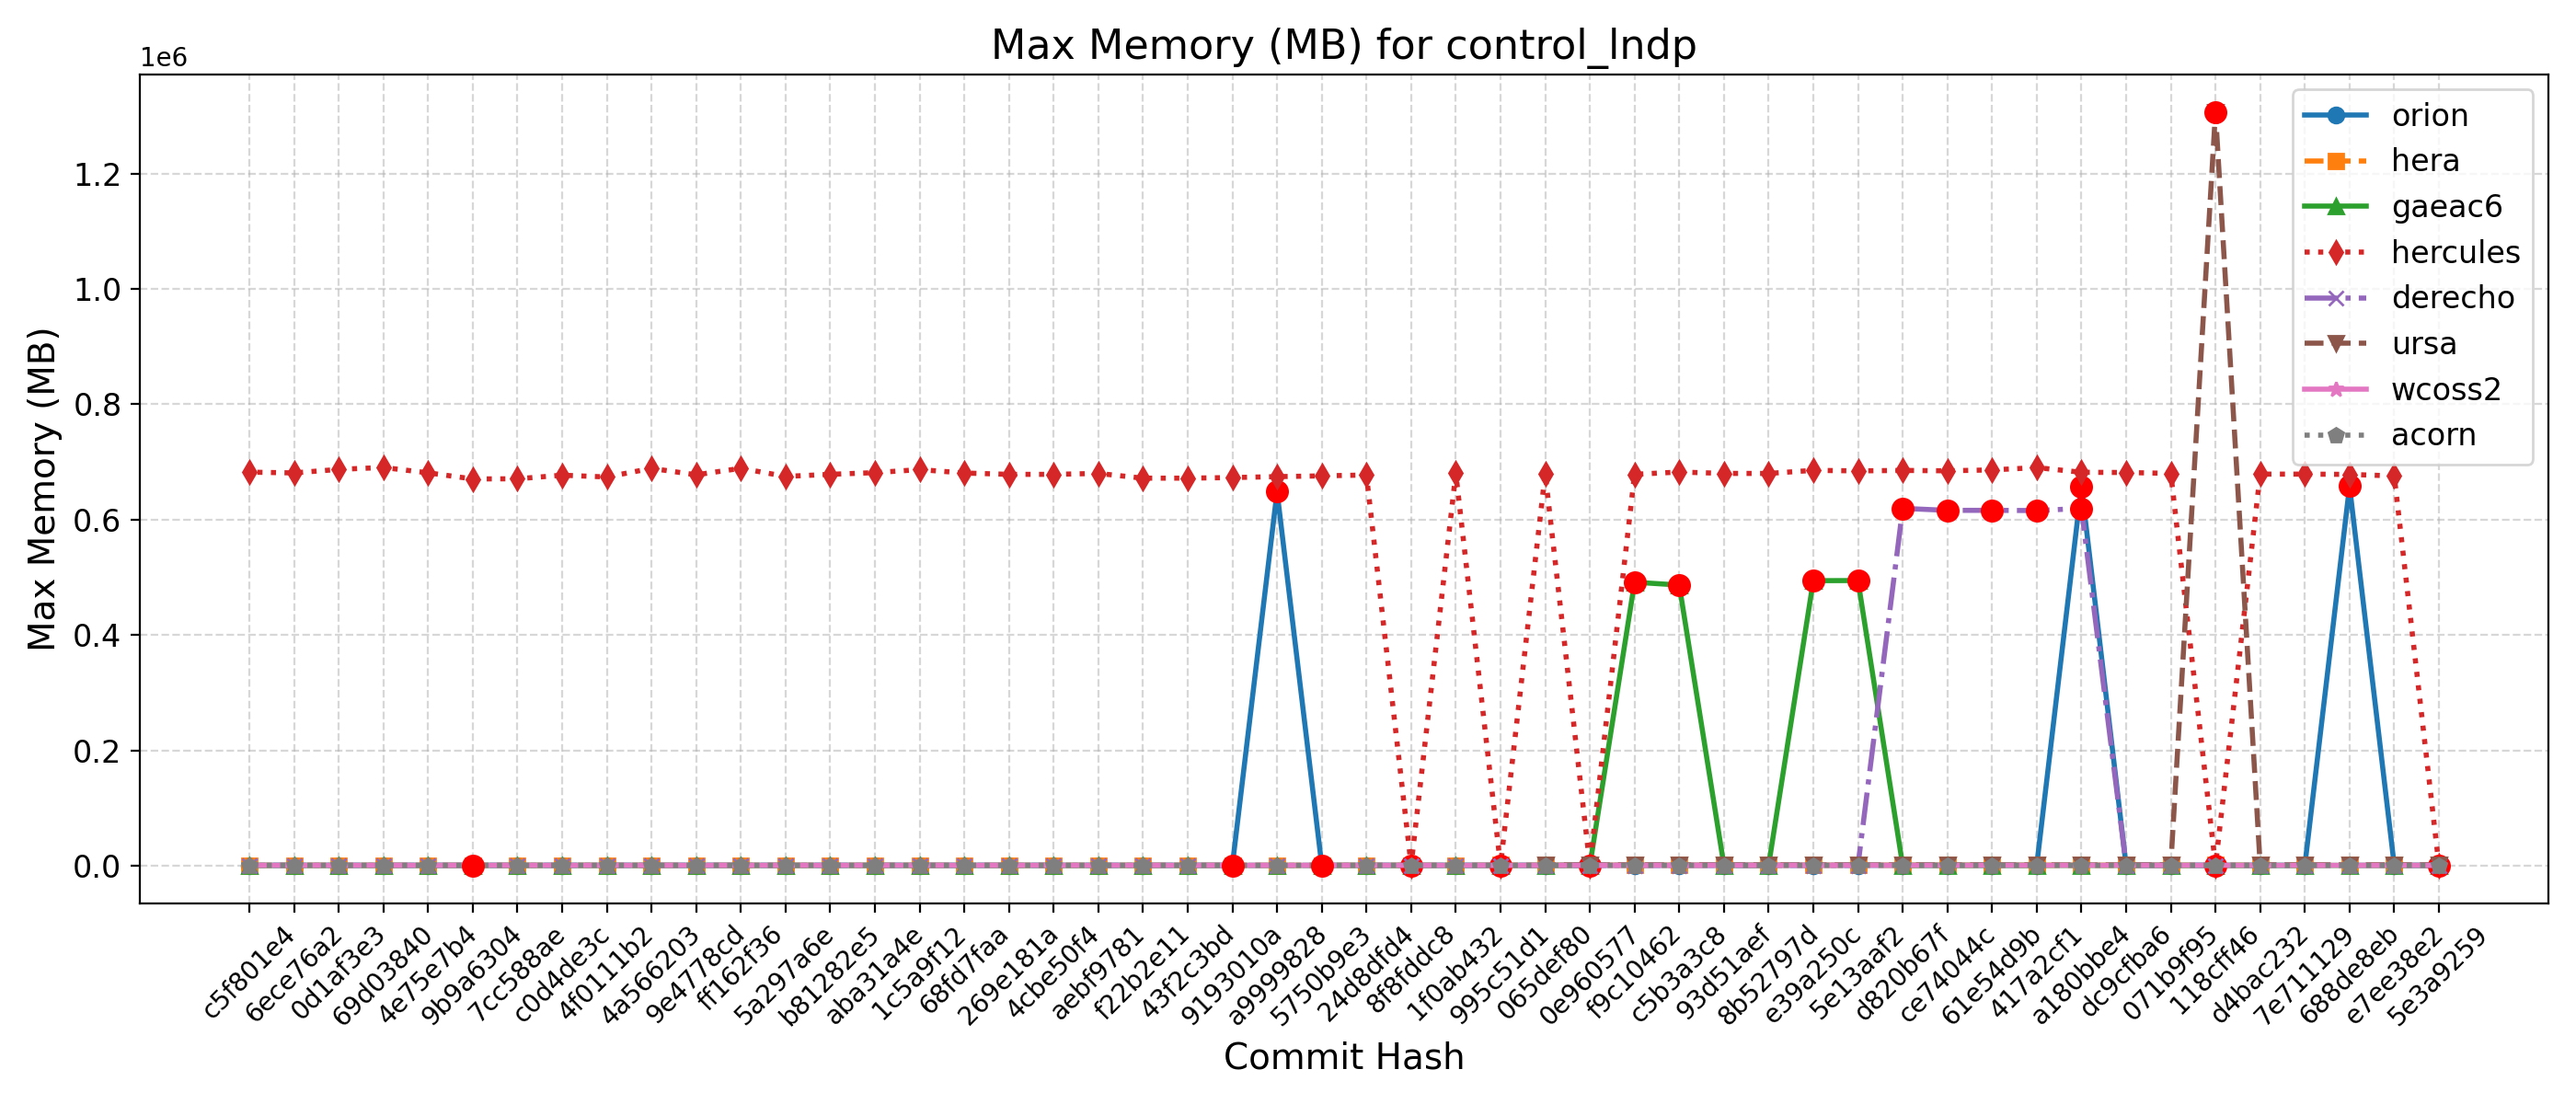 Max Memory (MB) for control_lndp
1e6
1.2
1.0
0.8
0.6
0.4
0.2
0.0
Max Memory (MB)
orion
hera
gaeac6
hercules
derecho
ursa
wcoss2
acorn
c5f801e4
6ece76a2
0d1af3e3
69d03840
4e75e7b4
9b9a6304
7cc588ae
c0d4de3c
4f0111b2
4a566203
9e4778cd
ff162f36
5a297a6e
b81282e5
aba31a4e
1c5a9f12
68fd7faa
269e181a
4cbe50f4
aebf9781
f22b2e11
43f2c3bd
9193010a
a9999828
5750b9e3
24d8dfd4
8f8fddc8
1f0ab432
995c51d1
065def80
0e960577
f9c10462
c5b3a3c8
93d51aef
8b52797d
e39a250c
5e13aaf2
d820b67f
ce74044c
61e54d9b
417a2cf1
a180bbe4
dc9cfba6
071b9f95
118cff46
d4bac232
7e711129
688de8eb
e7ee38e2
5e3a9259
Commit Hash